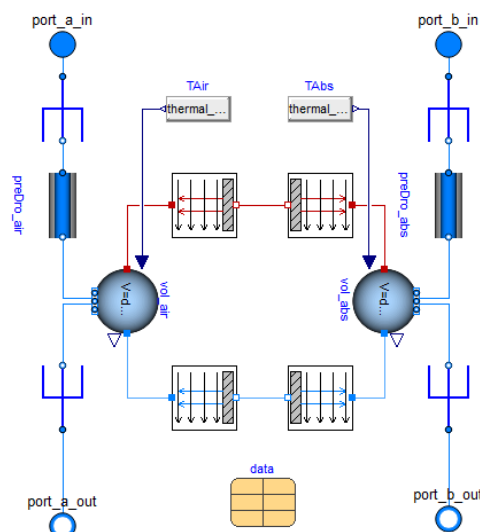 port_a_in
port_b_in
TAir
TAbs
thermal_...
thermal_...
preDro_air
preDro_abs
vol_air
vol_abs
V=d...
V=d...
data
port_a_out
port_b_out